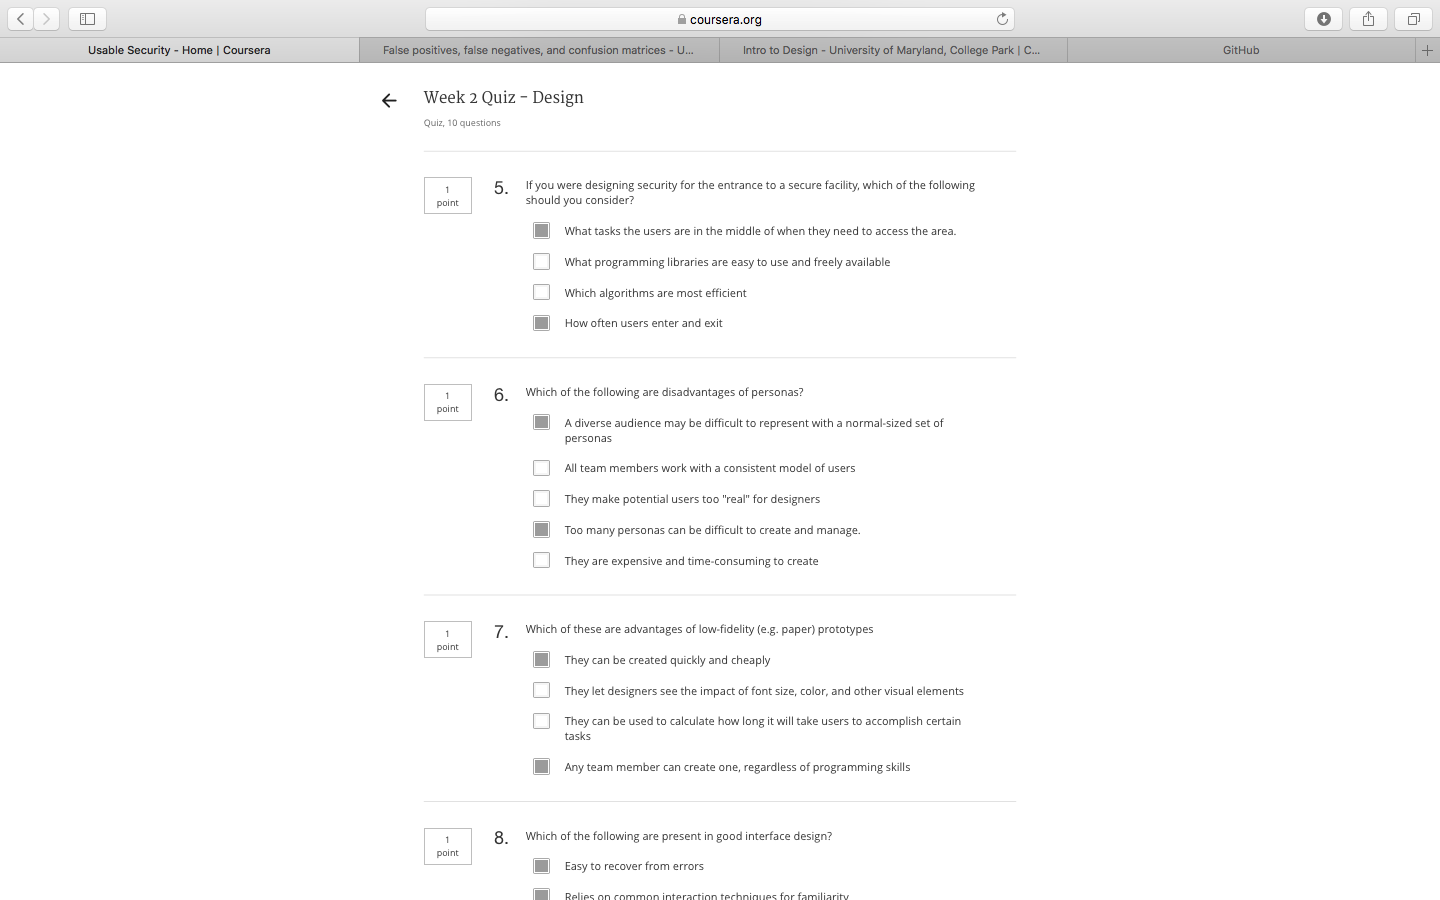 coursera.org
Usable Security - Home | Coursera
False positives, false negatives, and confusion matrices - U...
Intro to Design - University of Maryland, College Park | C...
GitHub
Week 2 Quiz - Design
Quiz, 10 questions
1
point
5.
If you were designing security for the entrance to a secure facility, which of the following
should you consider?
What tasks the users are in the middle of when they need to access the area.
What programming libraries are easy to use and freely available
Which algorithms are most efficient
How often users enter and exit
1
point
6.
Which of the following are disadvantages of personas?
A diverse audience may be difficult to represent with a normal-sized set of
personas
All team members work with a consistent model of users
They make potential users too "real" for designers
Too many personas can be difficult to create and manage.
They are expensive and time-consuming to create
1
point
7.
Which of these are advantages of low-fidelity (e.g. paper) prototypes
They can be created quickly and cheaply
They let designers see the impact of font size, color, and other visual elements
They can be used to calculate how long it will take users to accomplish certain
tasks
Any team member can create one, regardless of programming skills
1
point
8.
Which of the following are present in good interface design?
Easy to recover from errors
Relies on common interaction techniques for familiarity